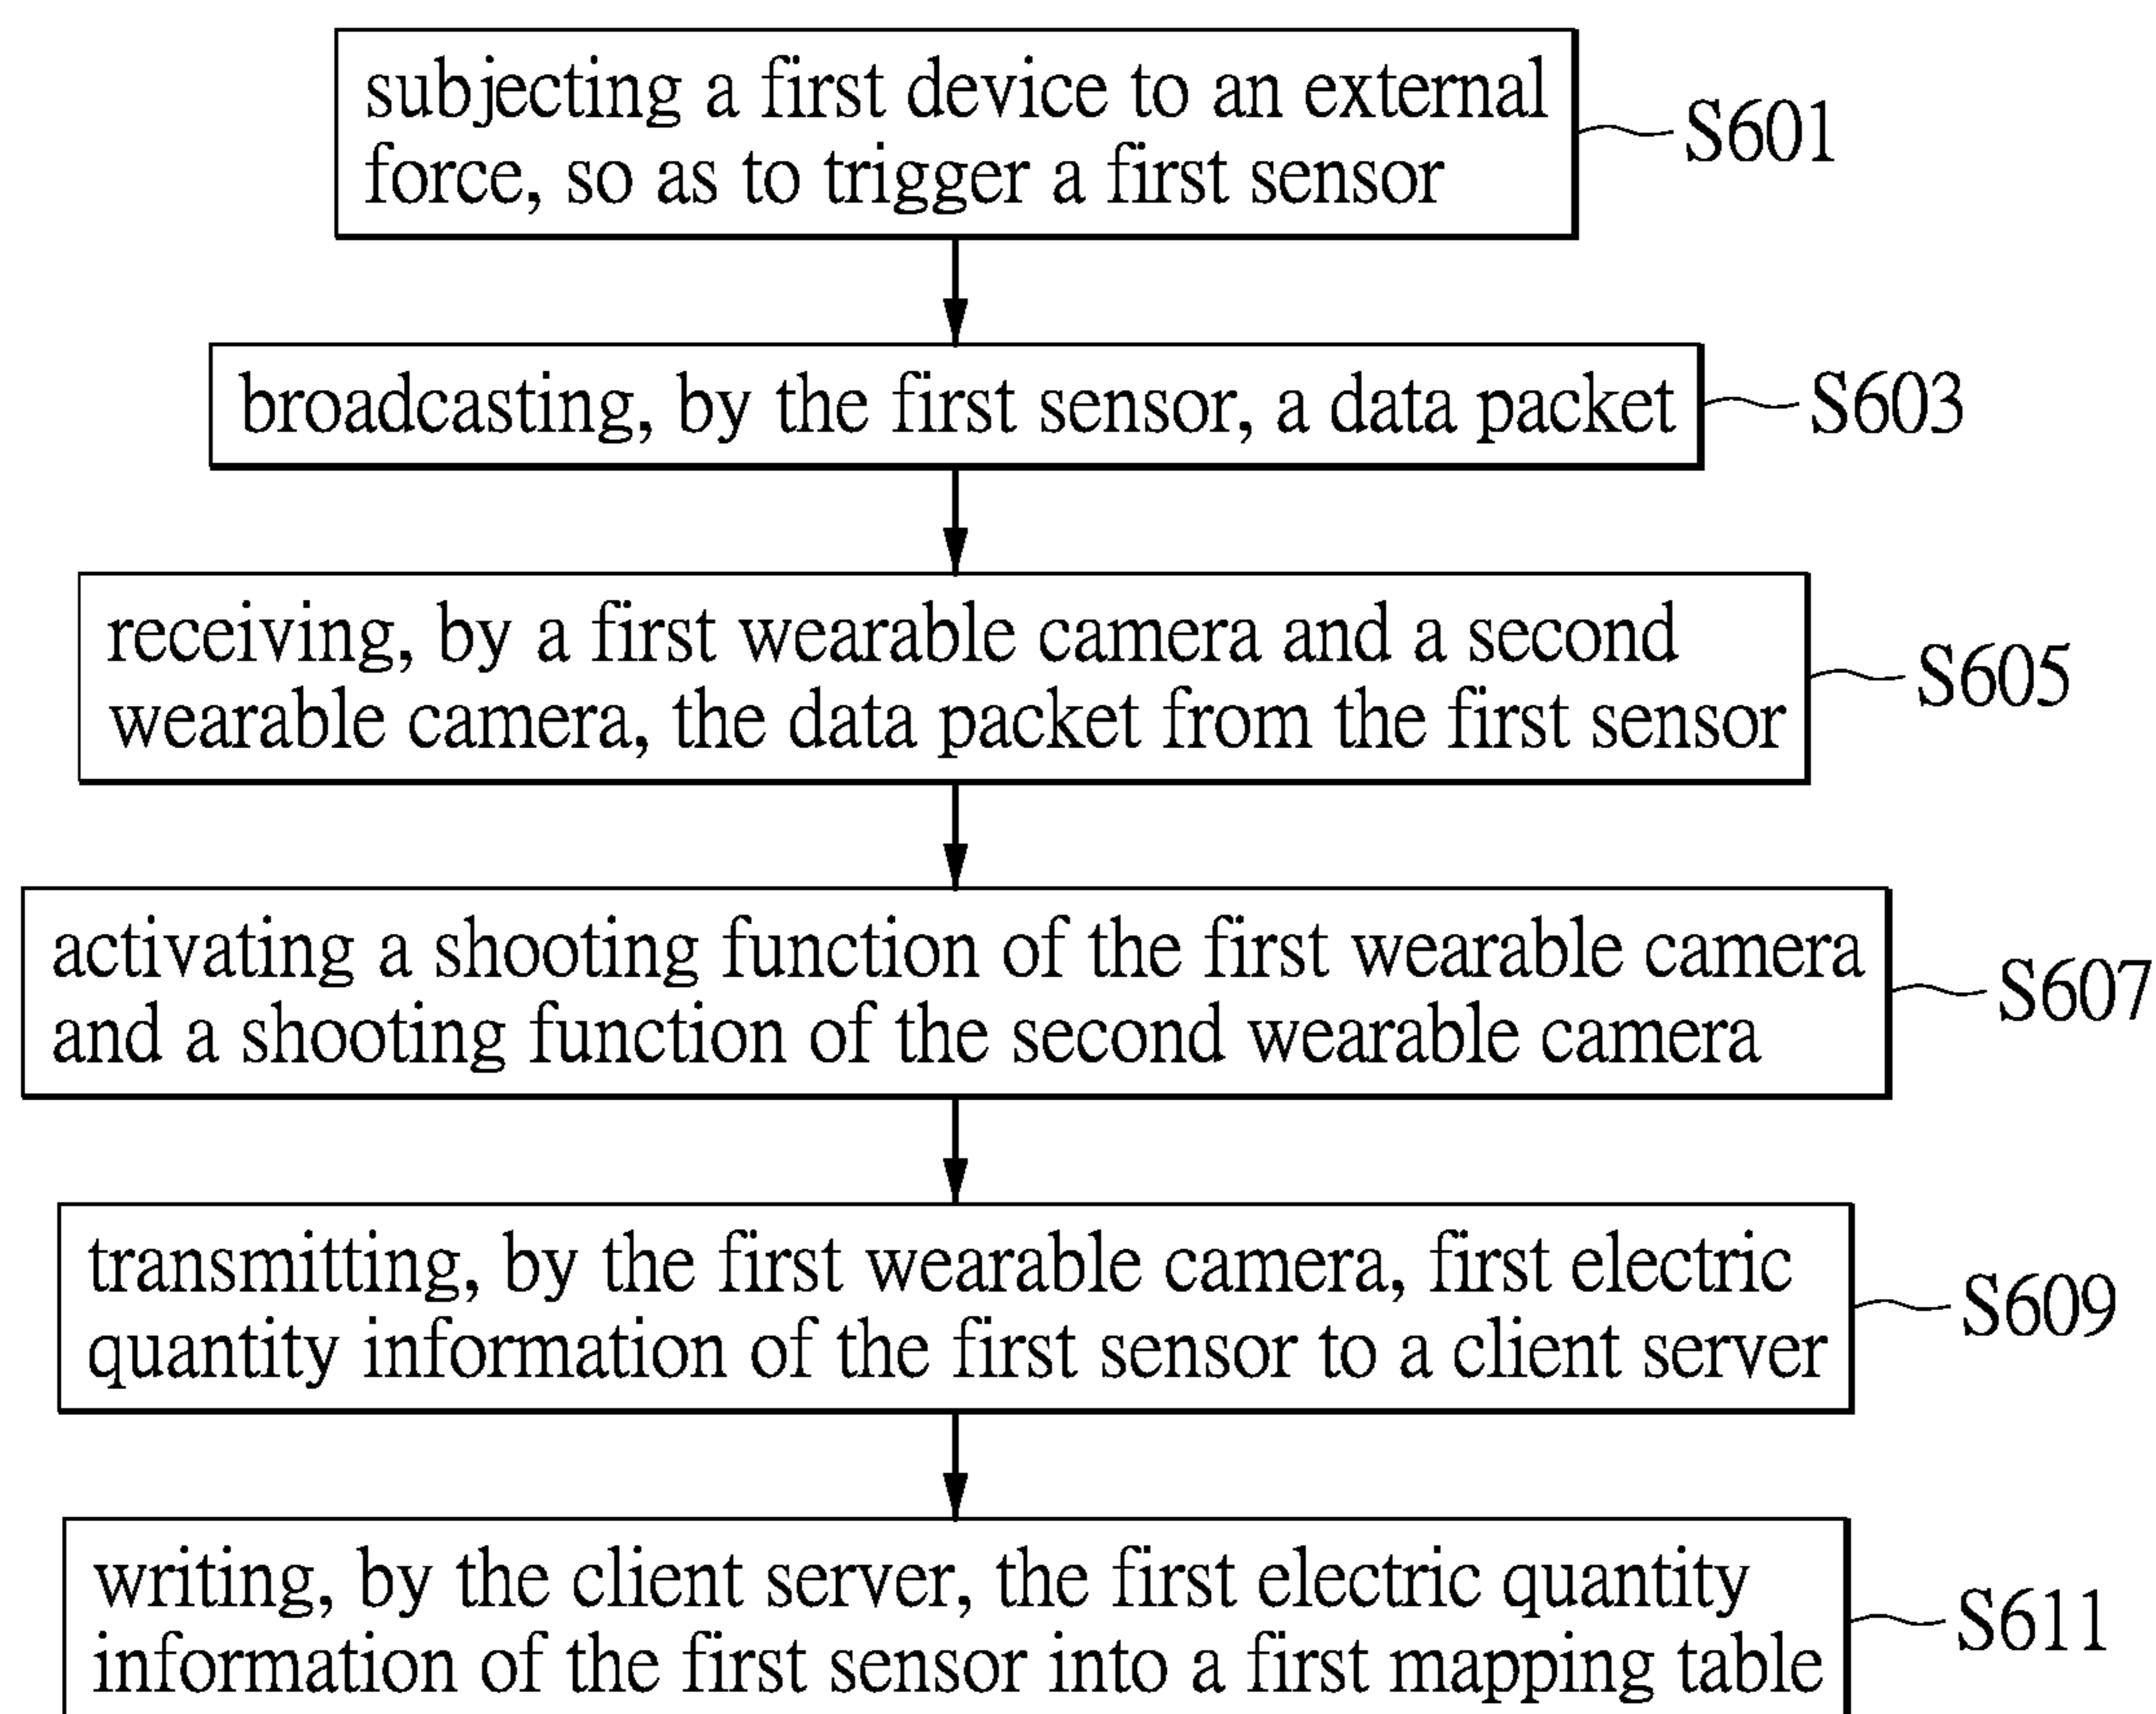 subjecting a first device to an external
force, so as to trigger a first sensor
S601
broadcasting, by the first sensor, a data packet
S603
receiving, by a first wearable camera and a second
wearable camera, the data packet from the first sensor
S605
activating a shooting function of the first wearable camera
and a shooting function of the second wearable camera
S607
transmitting, by the first wearable camera, first electric
quantity information of the first sensor to a client server
S609
writing, by the client server, the first electric quantity
information of the first sensor into a first mapping table
S611